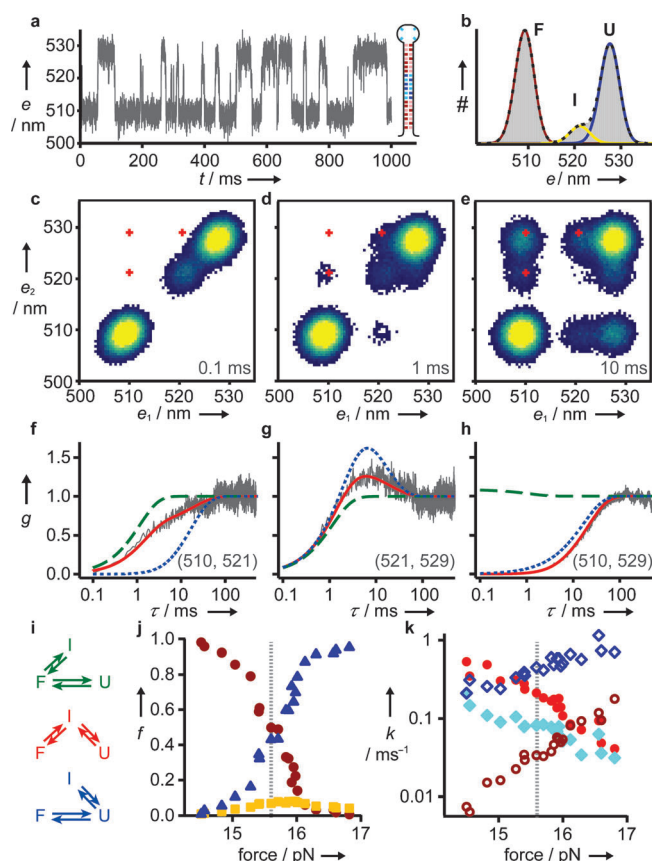 a
530
520
510
500
e
/ nm
0
200
400
600
800
1000
t / ms
b
F
U
I
#
510
520
530
e / nm
c
d
e
530
520
510
500
e2
/ nm
0.1 ms
1 ms
10 ms
500
510
520
530
500
510
520
530
500
510
520
530
e1 / nm
e1 / nm
e1 / nm
f
g
h
1.0
0.5
0.0
g
(510, 521)
(521, 529)
(510, 529)
0.1
1
10
100
0.1
1
10
100
0.1
1
10
100
τ / ms
τ / ms
τ / ms
i
I
F
U
I
F
U
I
F
U
j
1.0
0.8
0.6
0.4
0.2
0.0
f
15
16
17
force / pN
k
1
0.1
0.01
k
/ ms⁻¹
15
16
17
force / pN